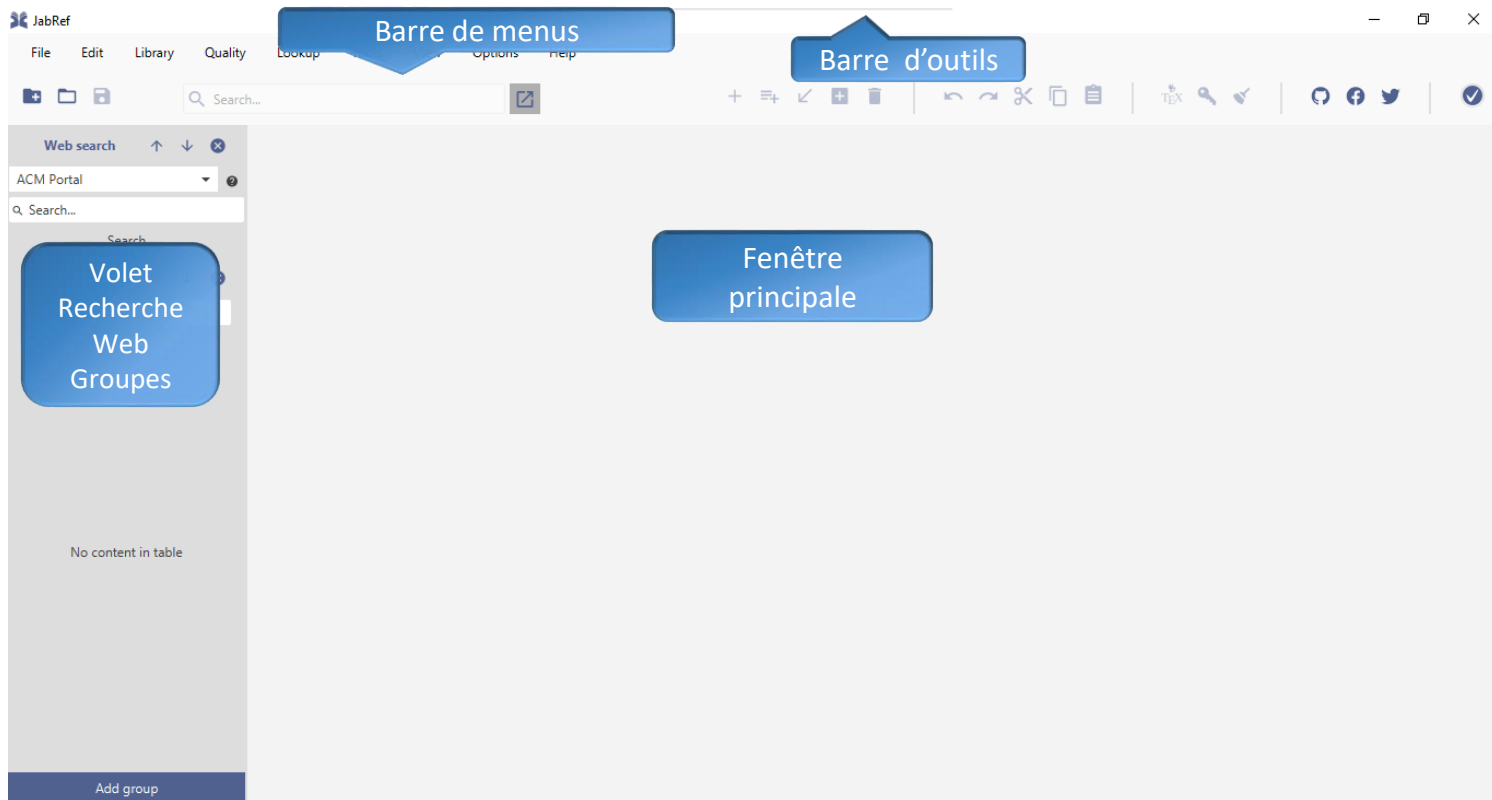 JabRef
Barre de menus
File Edit Library Quality Lookup Options Help
Barre d'outils
Search...
TEX
Web search
ACM Portal
Search...
Search
Volet
Recherche
Web
Groupes
Fenêtre
principale
No content in table
Add group